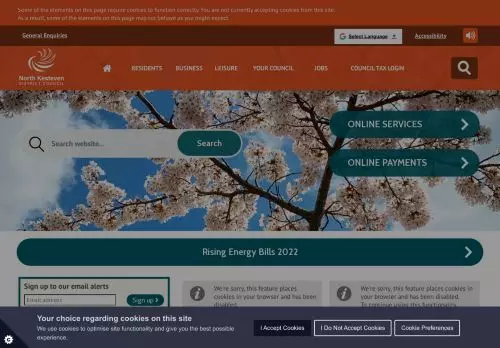 Some of the elements on this page require cookies to function correctly. You are not currently accepting cookies from this site.
As a result, some of the elements on this page may not behave as you might expect.
General Enquiries
Select Language
Accessibility
North Kesteven
DISTRICT COUNCIL
RESIDENTS
BUSINESS
LEISURE
YOUR COUNCIL
JOBS
COUNCIL TAX LOGIN
ONLINE SERVICES
Search website...
Search
ONLINE PAYMENTS
Rising Energy Bills 2022
Sign up to our email alerts
Email address
Sign up
We're sorry, this feature places
cookies in your browser and has been
disabled.
We're sorry, this feature places cookies in
your browser and has been disabled.
To continue using this functionality,
Your choice regarding cookies on this site
We use cookies to optimise site functionality and give you the best possible
experience.
I Accept Cookies
I Do Not Accept Cookies
Cookie Preferences